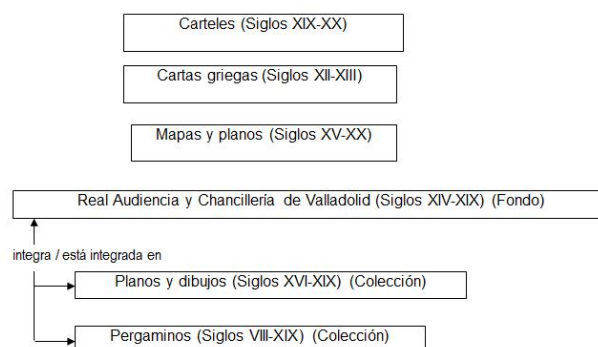 Carteles (Siglos XIX-XX)
Cartas griegas (Siglos XII-XIII)
Mapas y planos (Siglos XV-XX)
Real Audiencia y Chancillería de Valladolid (Siglos XIV-XIX) (Fondo)
integra / está integrada en
Planos y dibujos (Siglos XVI-XIX) (Colección)
Pergaminos (Siglos VIII-XIX) (Colección)